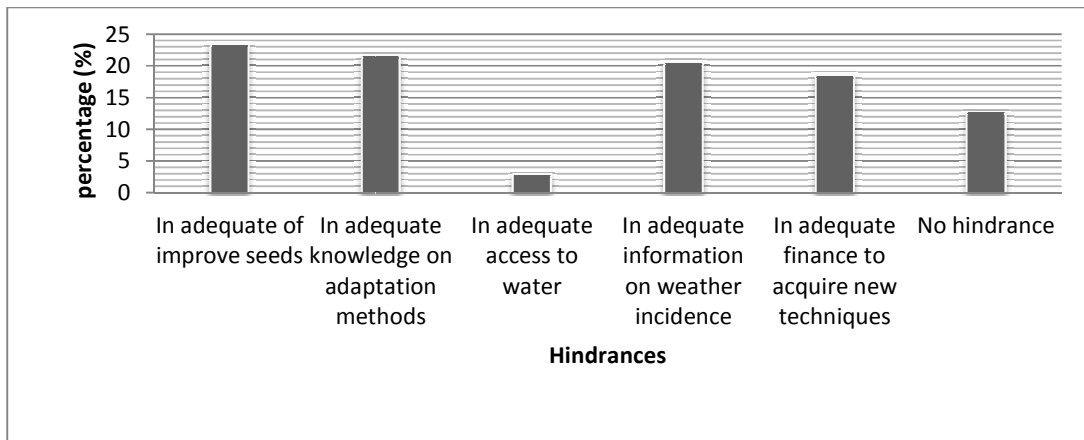 percentage (%)
25
20
15
10
5
0
In adequate of
improve seeds
In adequate
knowledge on
adaptation
methods
In adequate
access to
water
In adequate
information
on weather
incidence
In adequate
finance to
acquire new
techniques
No hindrance
Hindrances